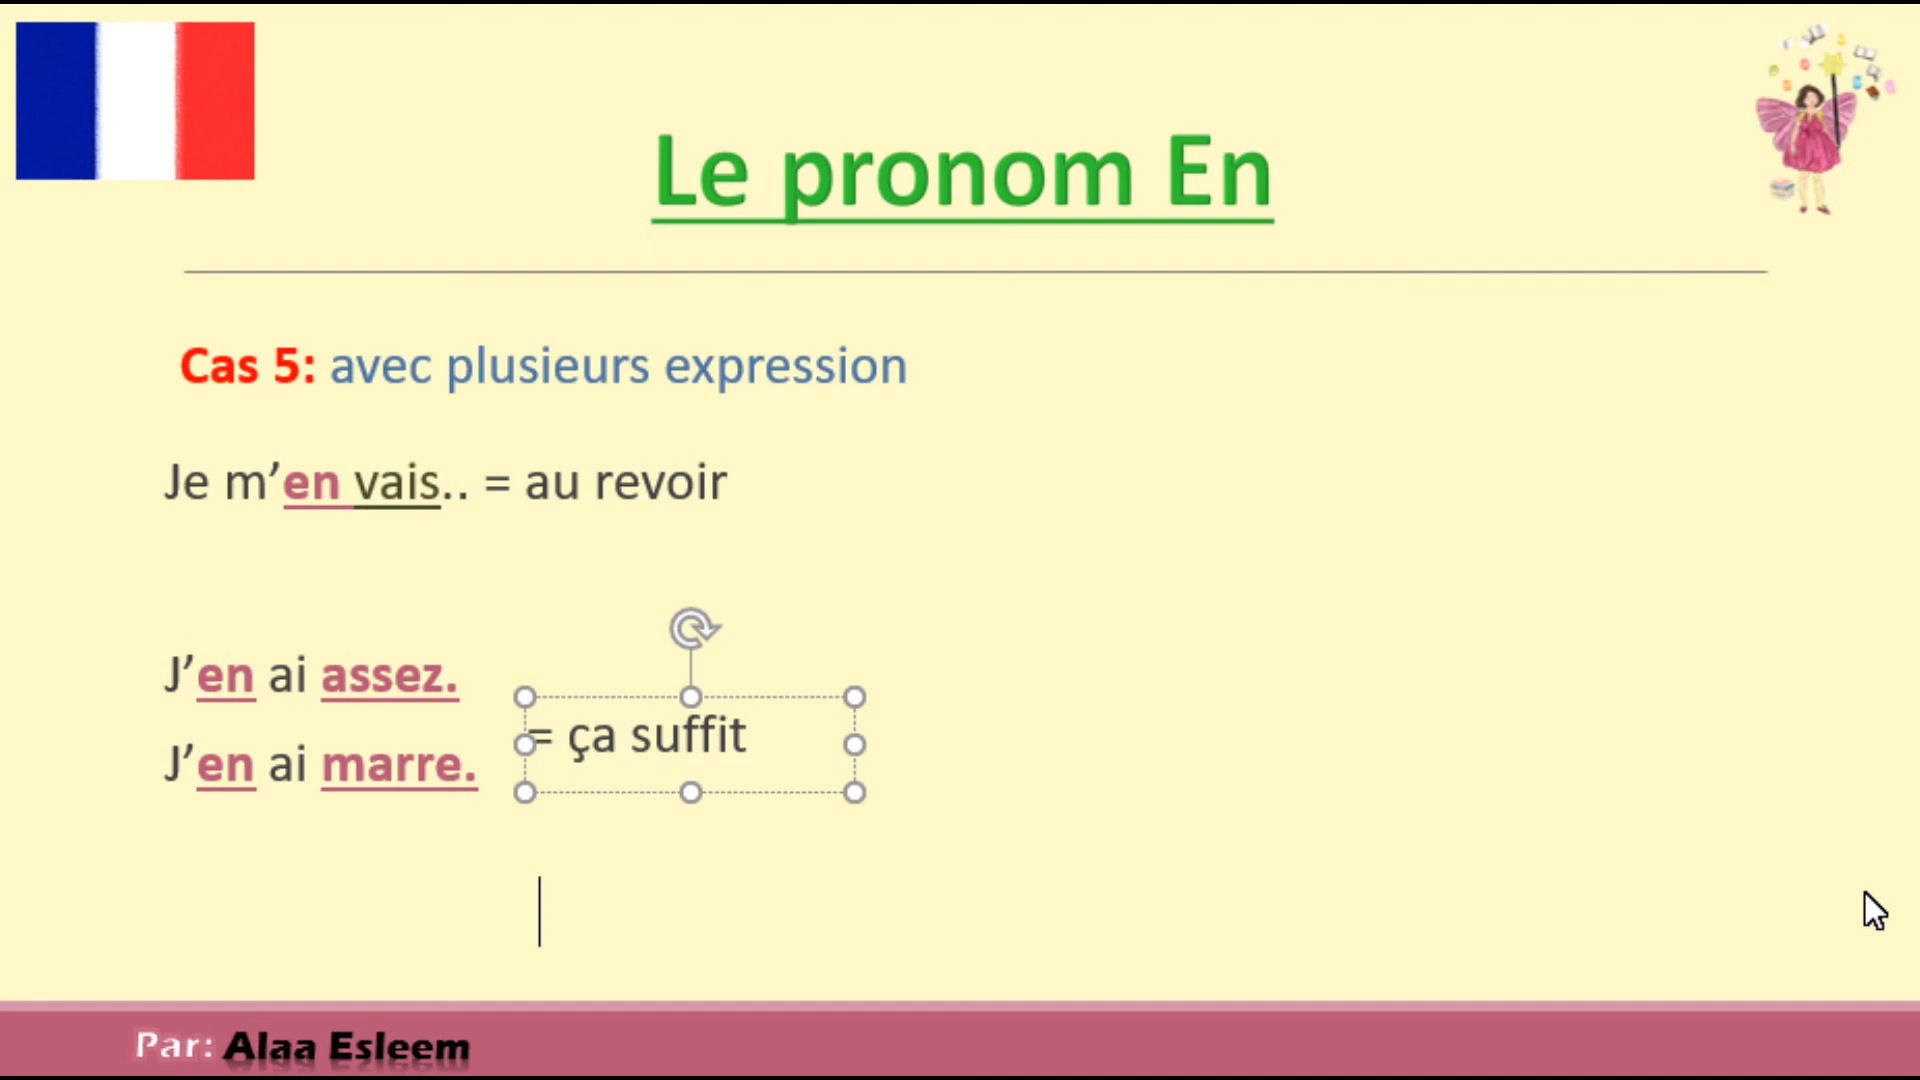 Le pronom En
Cas 5: avec plusieurs expression
Je m’en vais.. = au revoir
J’en ai assez.
= ça suffit
J’en ai marre.
Par: Alaa Esleem